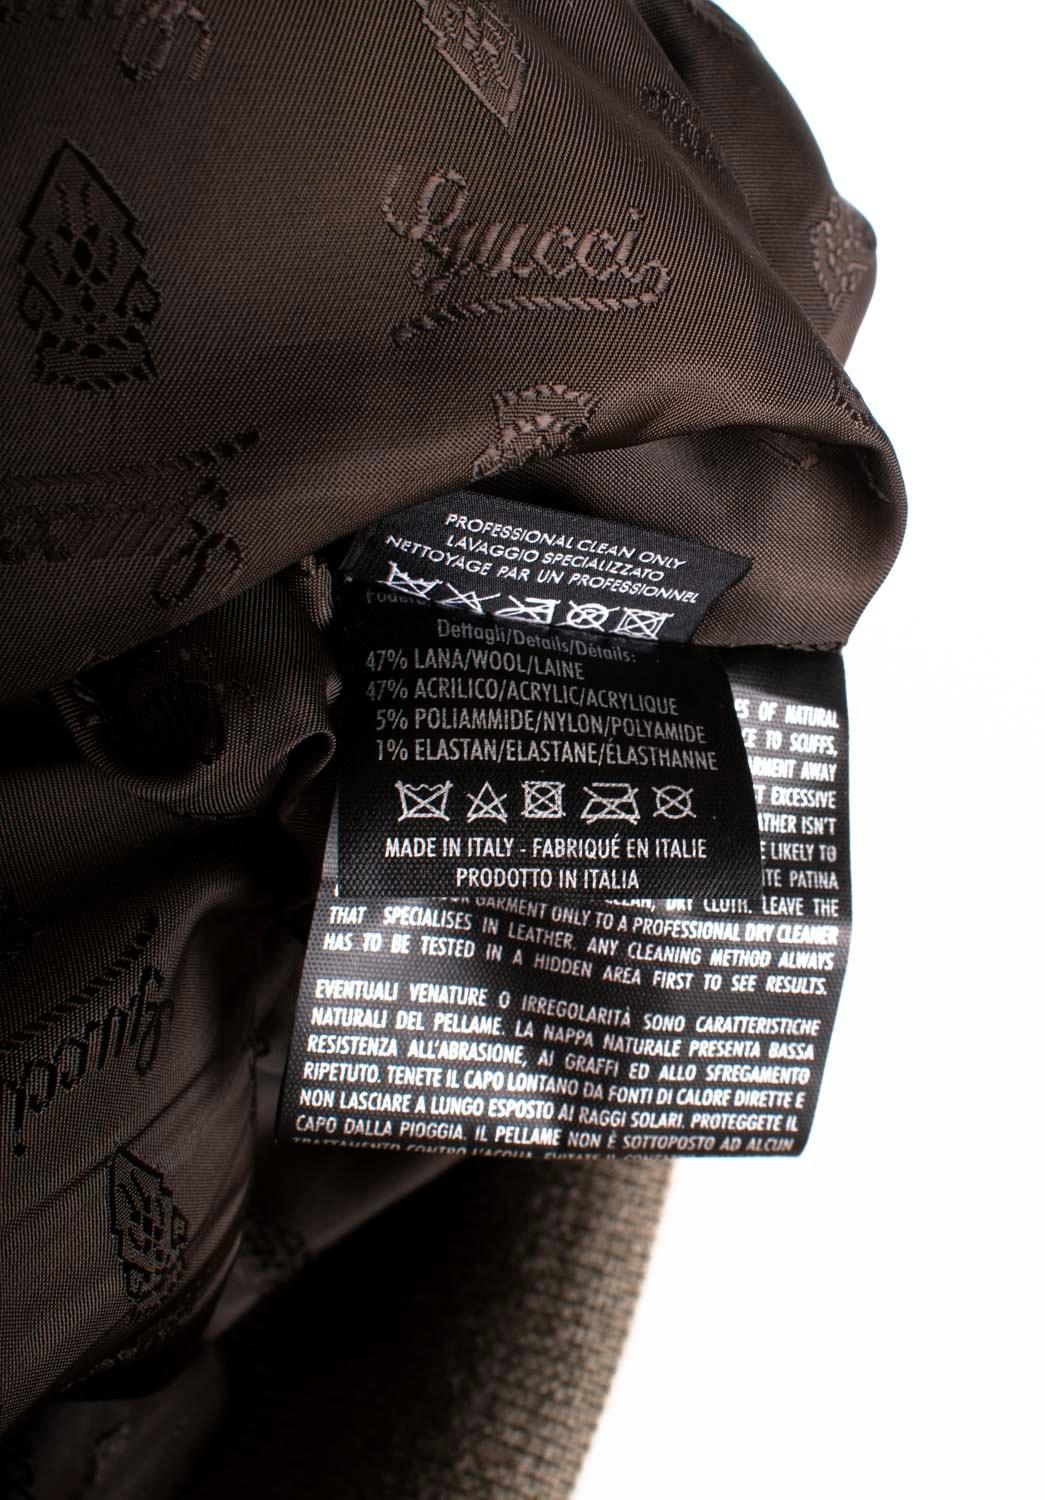 Gucci
PROFESSIONAL CLEAN ONLY
LAVAGGIO SPECIALIZZATO
NETTOYAGE PAR UN PROFESSIONNEL
Dettagli/Details/Détails:
47% LANA/WOOL/LAINE
47% ACRILICO/ACRYLIC/ACRYLIQUE
5% POLIAMMIDE/NYLON/POLYAMIDE
1% ELASTAN/ELASTANE/ÉLASTHANNE
MADE IN ITALY - FABRIQUÉ EN ITALIE
PRODOTTO IN ITALIA
OF NATURAL
TO SCUFFS.
AWAY
EXCESSIVE
ISN'T
LIKELY TO
PATINA
DRY CLOTH. LEAVE THE
GARMENT ONLY TO A PROFESSIONAL DRY CLEANER
THAT SPECIALISES IN LEATHER. ANY CLEANING METHOD ALWAYS
HAS TO BE TESTED IN A HIDDEN AREA FIRST TO SEE RESULTS.
EVENTUALI VENATURE O IRREGOLARITÀ SONO CARATTERISTICHE
NATURALI DEL PELLAME. LA NAPPA NATURALE PRESENTA BASSA
RESISTENZA ALL'ABRASIONE, AI GRAFFI ED ALLO SFREGAMENTO
RIPETUTO. TENETE IL CAPO LONTANO DA FONTI DI CALORE DIRETTE E
NON LASCIARE A LUNGO ESPOSTO AI RAGGI SOLARI. PROTEGGETE IL
CAPO DALLA PIOGGIA. IL PELLAME NON È SOTTOPOSTO AD ALCUN
Gucci